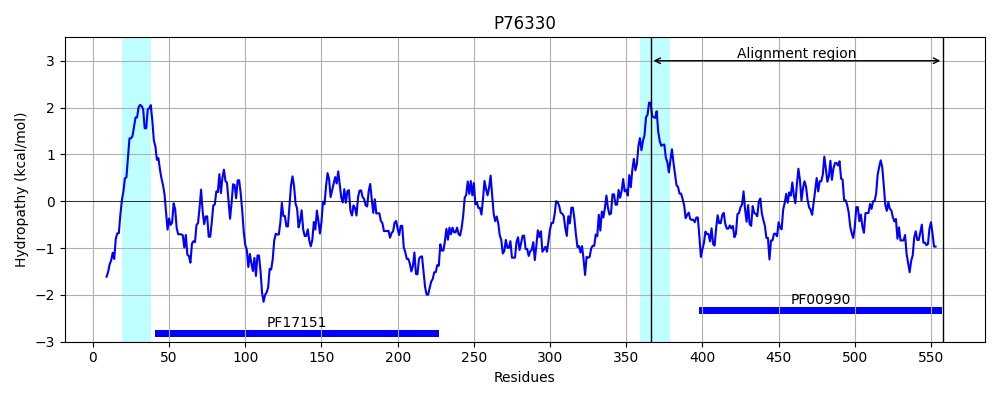 P76330
Alignment region
3
2
1
0
−1
−2
−3
Hydropathy (kcal/mol)
PF00990
PF17151
0 50 100 150 200 250 300 350 400 450 500 550
Residues